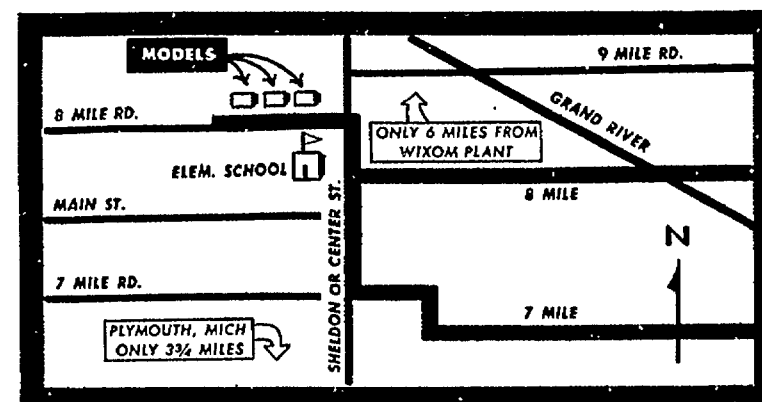 MODELS
9 MILE RD.
8 MILE RD.
GRAND RIVER
ONLY 6 MILES FROM
WIXOM PLANT
ELEM. SCHOOL
8 MILE
MAIN ST.
SHELDON OR CENTER ST.
N
7 MILE RD.
7 MILE
PLYMOUTH, MICH
ONLY 3¾ MILES